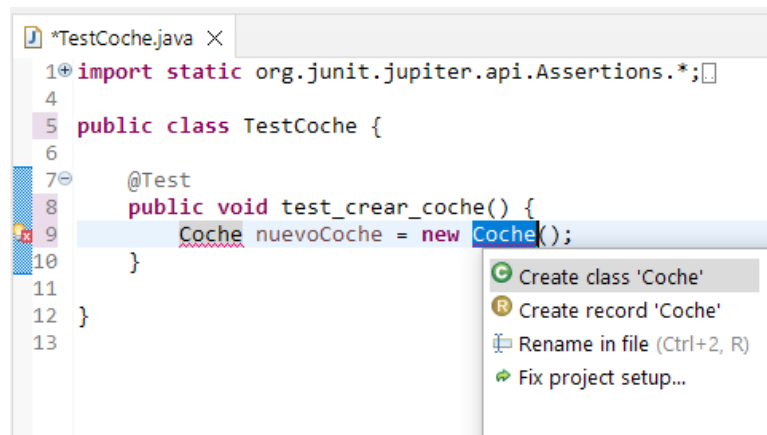 *TestCoche.java
1 import static org.junit.jupiter.api.Assertions.*;
4
5 public class TestCoche {
6
7 @Test
8 public void test_crear_coche() {
9 Coche nuevoCoche = new Coche();
10 }
11
12 }
13
Create class 'Coche'
Create record 'Coche'
Rename in file (Ctrl+2, R)
Fix project setup...